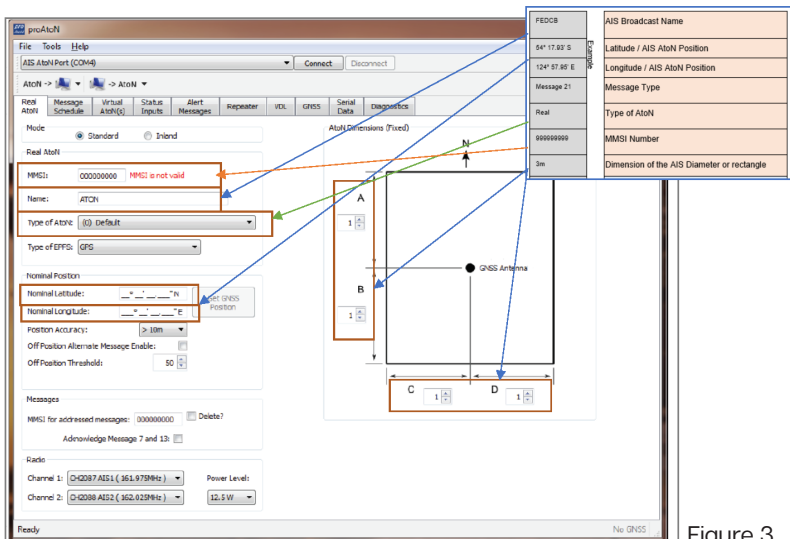 proAtoN
File Tools Help
AIS AtoN Port (COM4) Connect Disconnect
AtoN -> -> AtoN
Real AtoN Message Schedule Virtual AtoN(s) Status Inputs Alert Messages Repeater VDL GNSS Serial Data Diagnostics
Mode
Standard Inland
Real AtoN
MMSI: 000000000 MMSI is not valid
Name: ATON
Type of AtoN: (0) Default
Type of EPFS: GPS
Nominal Position
Nominal Latitude: __°__'.___"N
Nominal Longitude: ___°__'.___"E
Set GNSS Position
Position Accuracy: > 10m
Off Position Alternate Message Enable:
Off Position Threshold: 50
Messages
MMSI for addressed messages: 000000000 Delete?
Acknowledge Message 7 and 13:
Radio
Channel 1: CH2087 AIS1 ( 161.975MHz ) Power Level:
Channel 2: CH2088 AIS2 ( 162.025MHz ) 12.5 W
Ready No GNSS
AtoN Dimensions (Fixed)
N
A
1
B
1
GNSS Antenna
C 1 D 1
Example
FEDCB AIS Broadcast Name
54° 17.93' S Latitude / AIS AtoN Position
124° 57.95' E Longitude / AIS AtoN Position
Message 21 Message Type
Real Type of AtoN
999999999 MMSI Number
3m Dimension of the AIS Diameter or rectangle
Figure 3